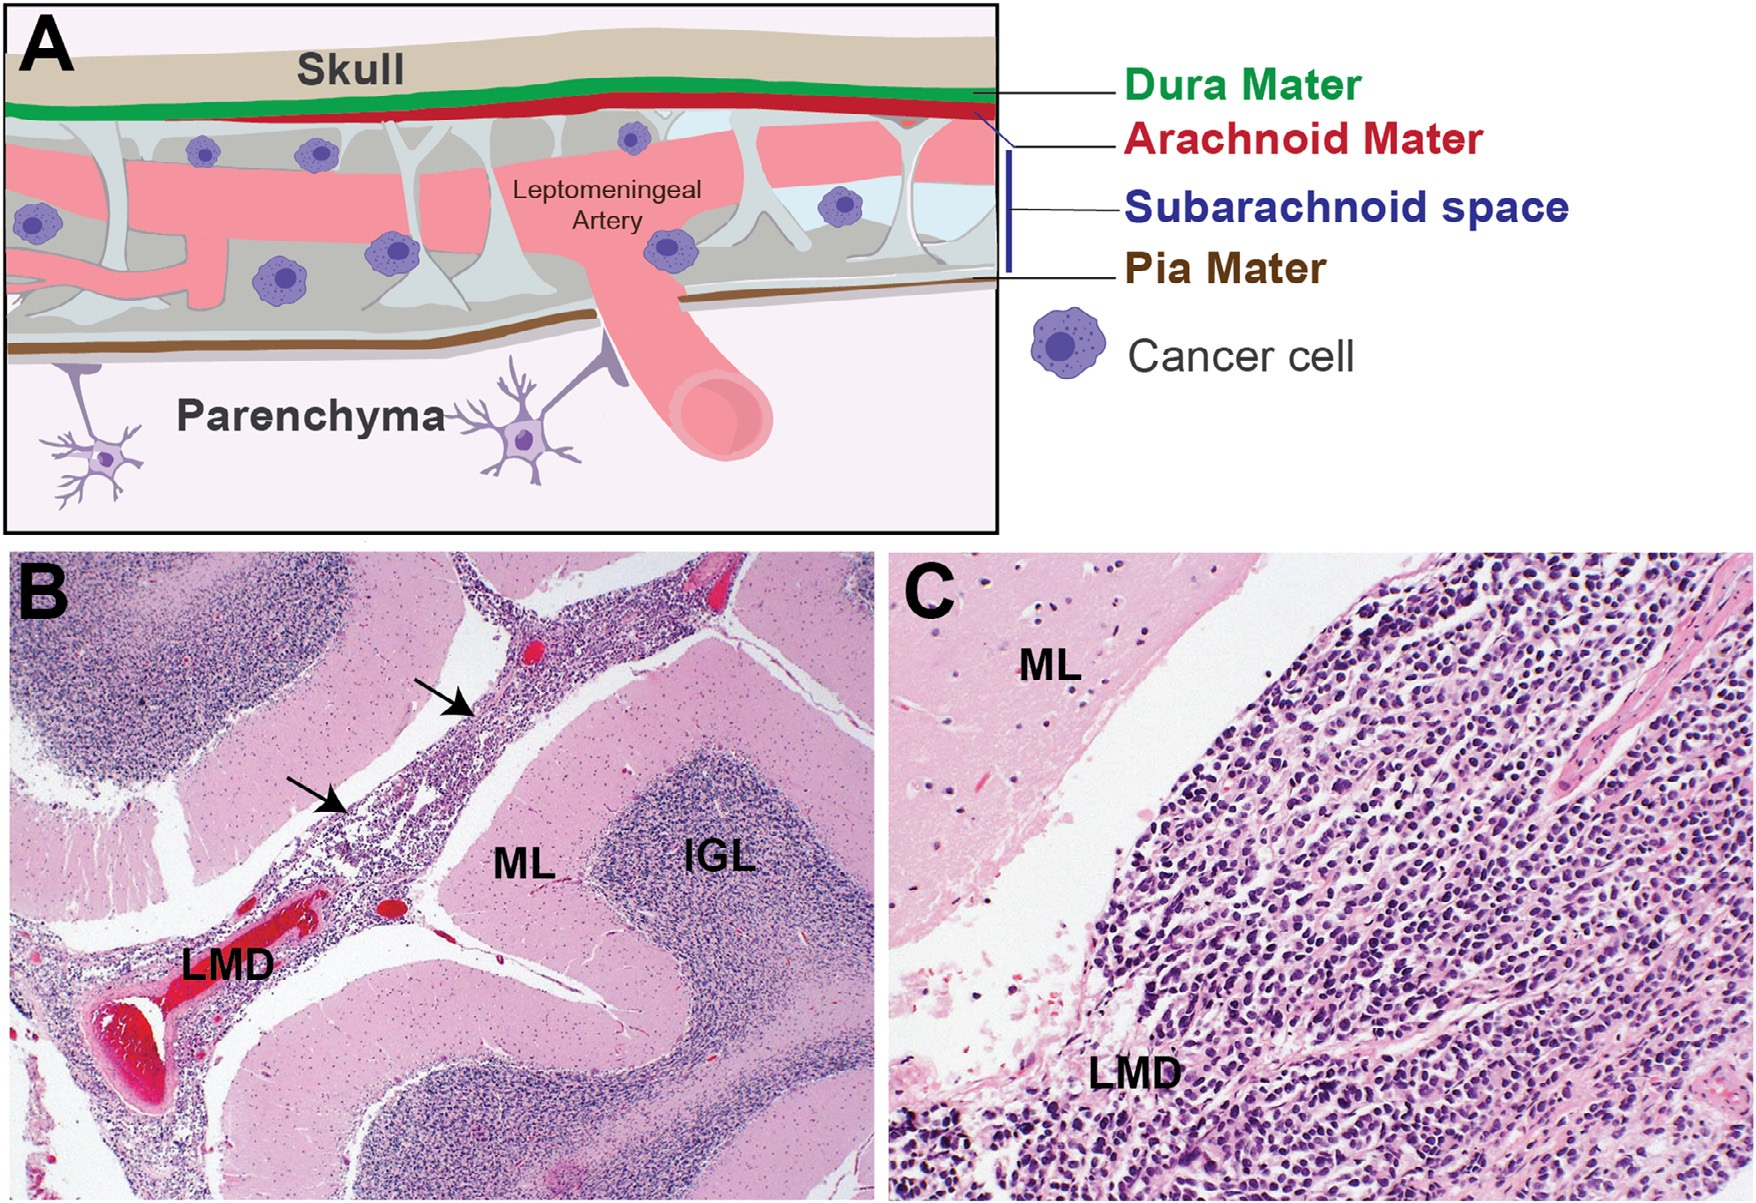 A
Skull
Dura Mater
Arachnoid Mater
Leptomeningeal
Artery
Subarachnoid space
Pia Mater
Cancer cell
Parenchyma
B
ML
IGL
LMD
C
ML
LMD